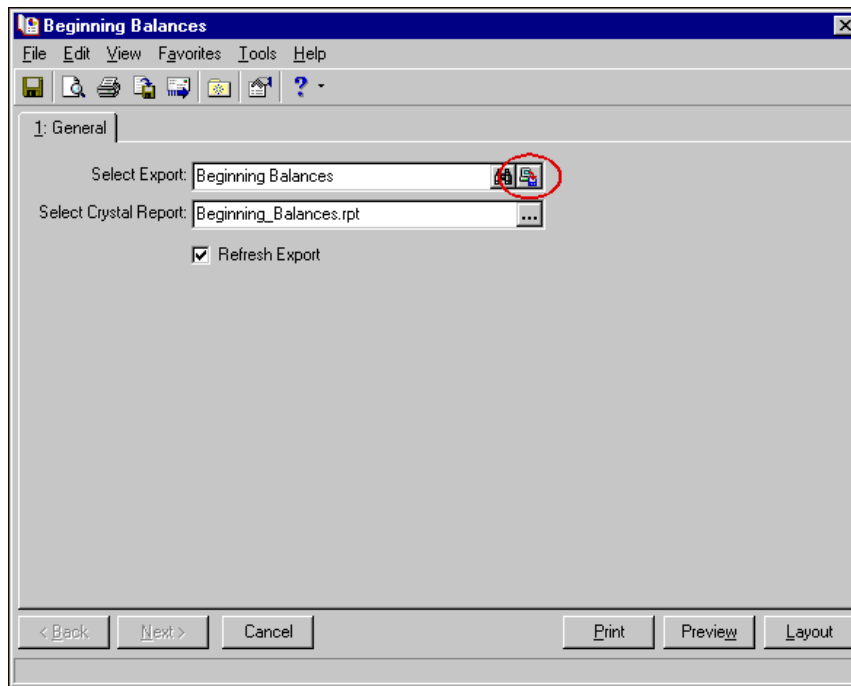 Beginning Balances
File Edit View Favorites Tools Help
?
1: General
Select Export: Beginning Balances
Select Crystal Report: Beginning_Balances.rpt ...
Refresh Export
< Back Next > Cancel Print Preview Layout